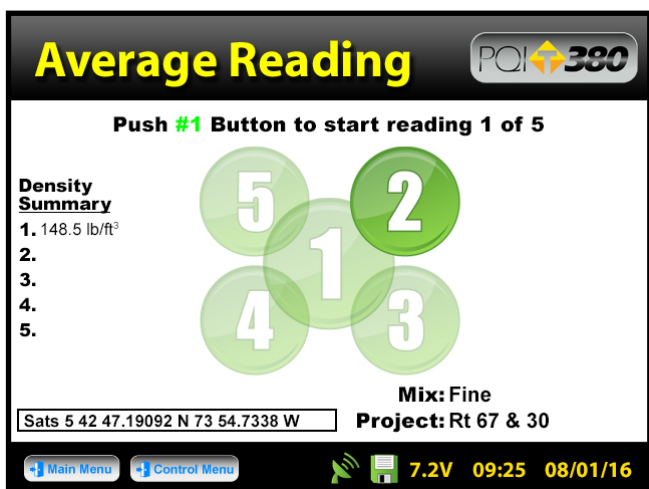 Average Reading
PQI T 380
Push #1 Button to start reading 1 of 5
Density
Summary
1. 148.5 lb/ft³
2.
3.
4.
5.
5
2
1
4
3
Mix: Fine
Sats 5 42 47.19092 N 73 54.7338 W
Project: Rt 67 & 30
Main Menu
Control Menu
7.2V 09:25 08/01/16